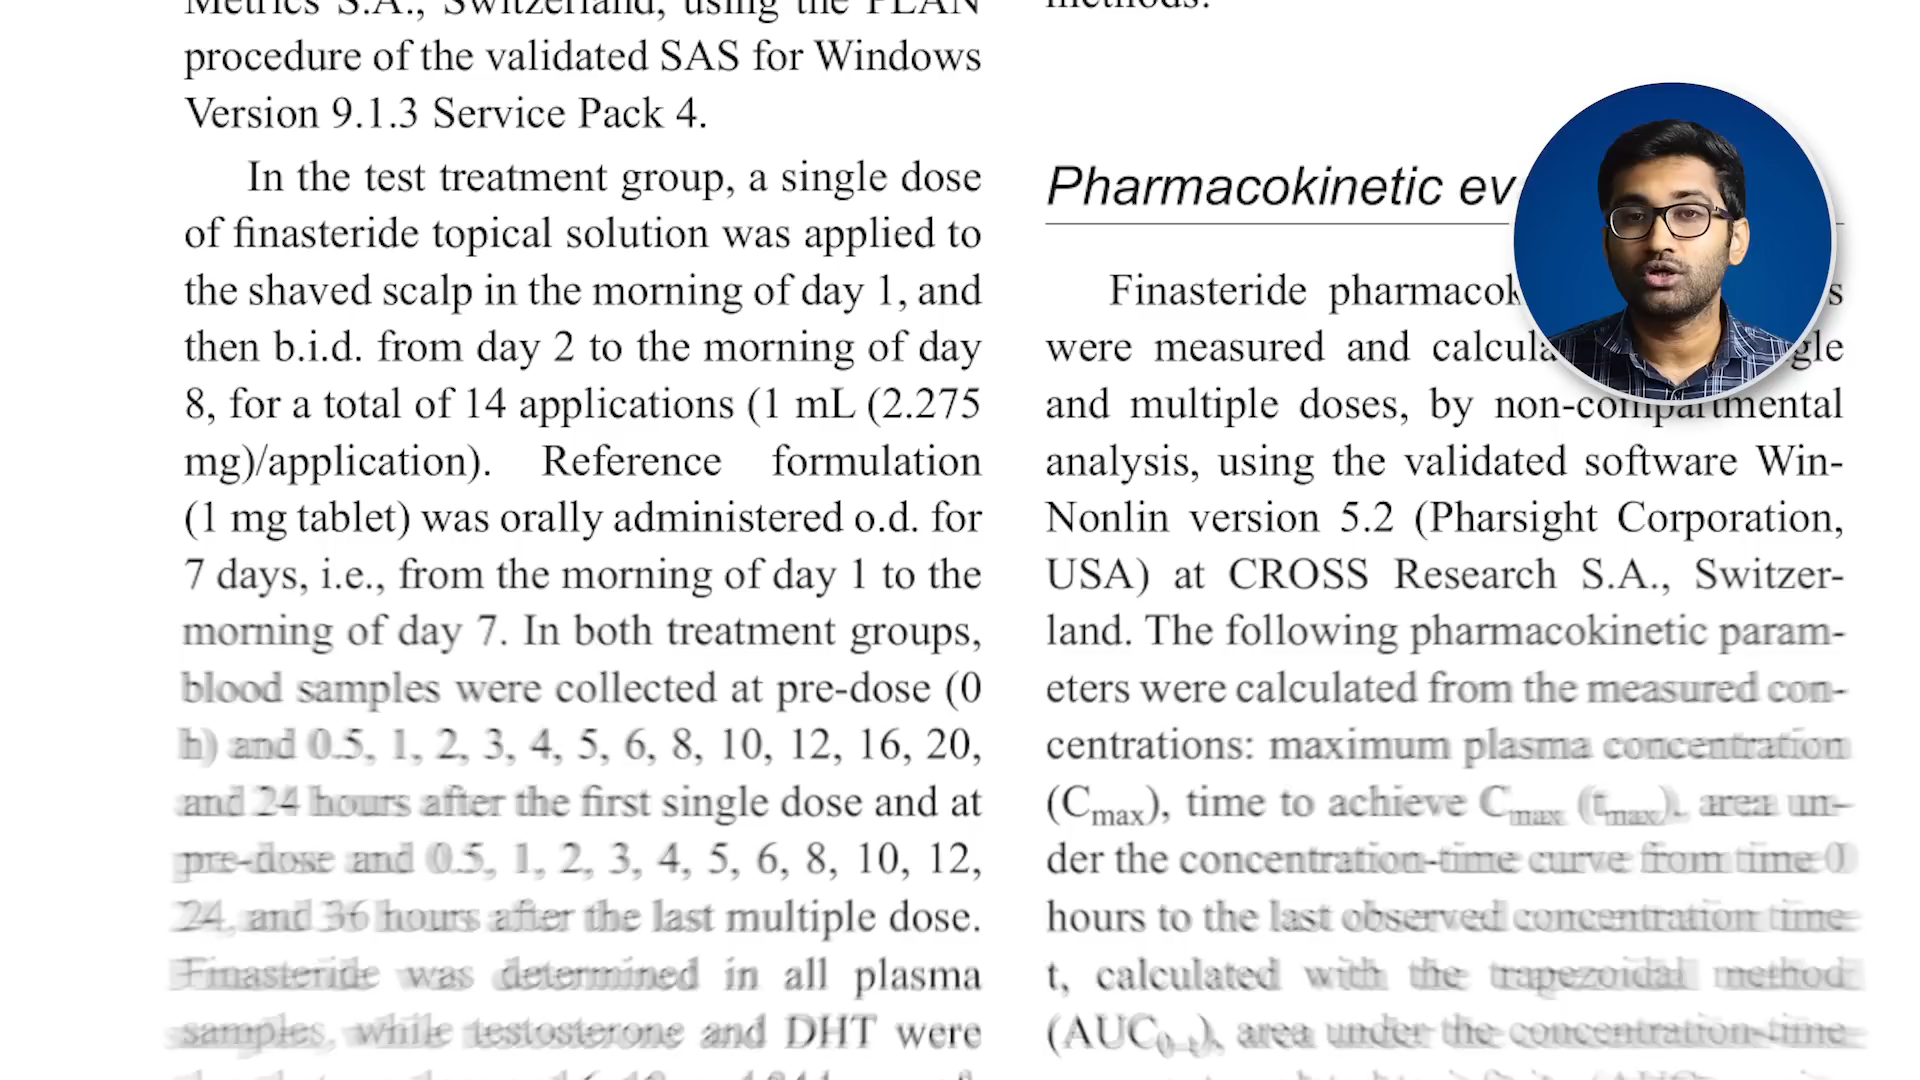 procedure of the validated SAS for Windows
Version 9.1.3 Service Pack 4.
In the test treatment group, a single dose
of finasteride topical solution was applied to
the shaved scalp in the morning of day 1, and
then b.i.d. from day 2 to the morning of day
8, for a total of 14 applications (1 mL (2.275
mg)/application). Reference formulation
(1 mg tablet) was orally administered o.d. for
7 days, i.e., from the morning of day 1 to the
morning of day 7. In both treatment groups,
blood samples were collected at pre-dose (0
h) and 0.5, 1, 2, 3, 4, 5, 6, 8, 10, 12, 16, 20,
and 24 hours after the first single dose and at
pre-dose and 0.5, 1, 2, 3, 4, 5, 6, 8, 10, 12,
24, and 36 hours after the last multiple dose.
Finasteride was determined in all plasma
samples, while testosterone and DHT were
methods.
Pharmacokinetic ev
Finasteride pharmacok s
were measured and calcula gle
and multiple doses, by non-compartmental
analysis, using the validated software Win-
Nonlin version 5.2 (Pharsight Corporation,
USA) at CROSS Research S.A., Switzer-
land. The following pharmacokinetic param-
eters were calculated from the measured con-
centrations: maximum plasma concentration
(Cmax), time to achieve Cmax (tmax), area un-
der the concentration-time curve from time 0
hours to the last observed concentration time
t, calculated with the trapezoidal method
(AUC0–t), area under the concentration-time